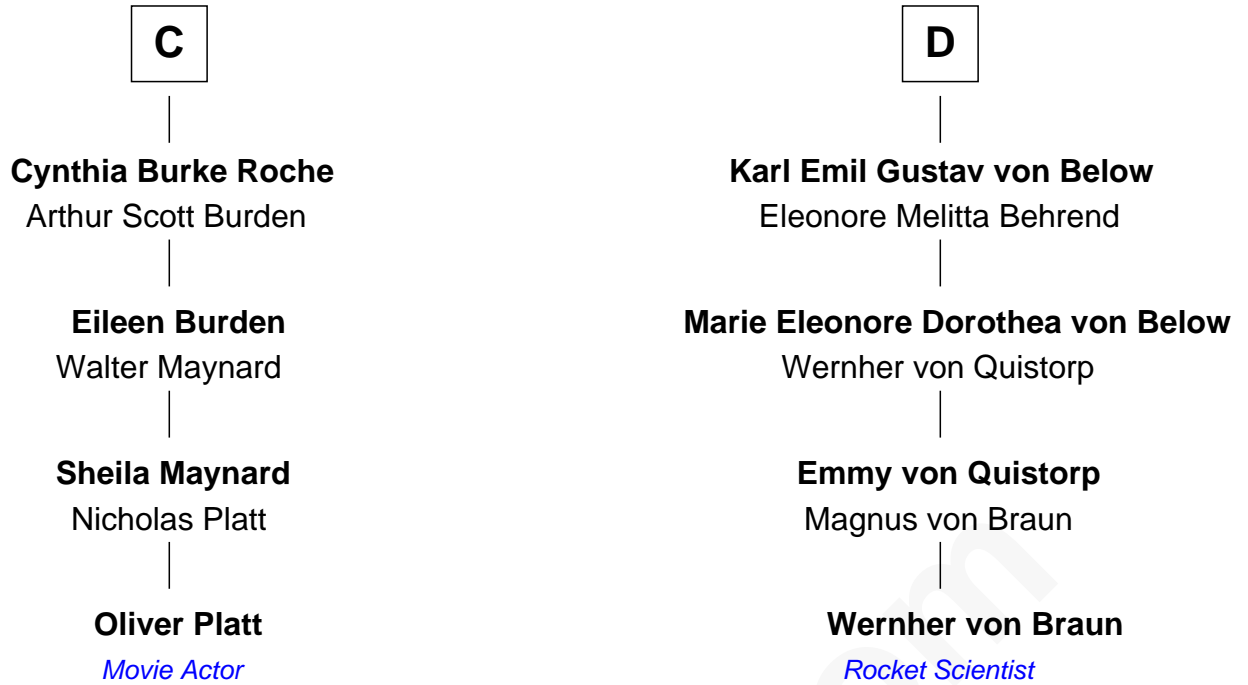 C
Cynthia Burke Roche
Arthur Scott Burden
Eileen Burden
Walter Maynard
Sheila Maynard
Nicholas Platt
Oliver Platt
Movie Actor
D
Karl Emil Gustav von Below
Eleonore Melitta Behrend
Marie Eleonore Dorothea von Below
Wernher von Quistorp
Emmy von Quistorp
Magnus von Braun
Wernher von Braun
Rocket Scientist